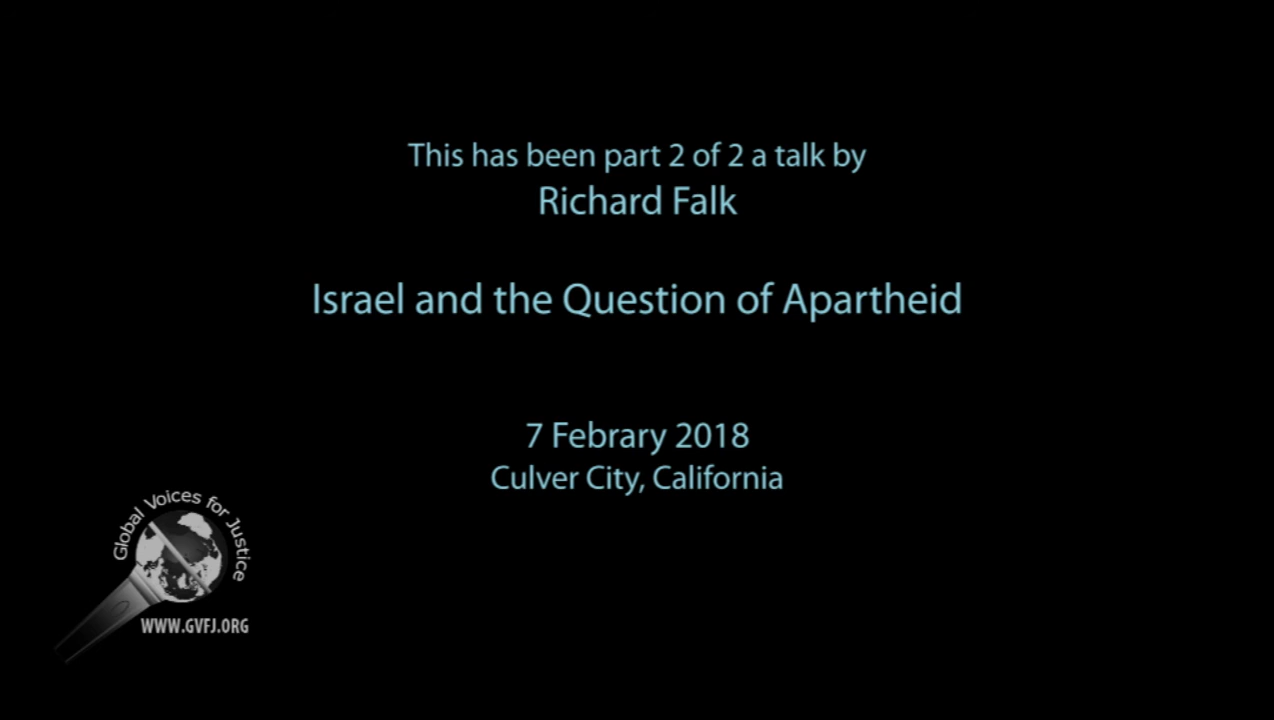 This has been part 2 of 2 a talk by
Richard Falk
Israel and the Question of Apartheid
7 Febrary 2018
Culver City, California
Global Voices for Justice
WWW.GVFJ.ORG